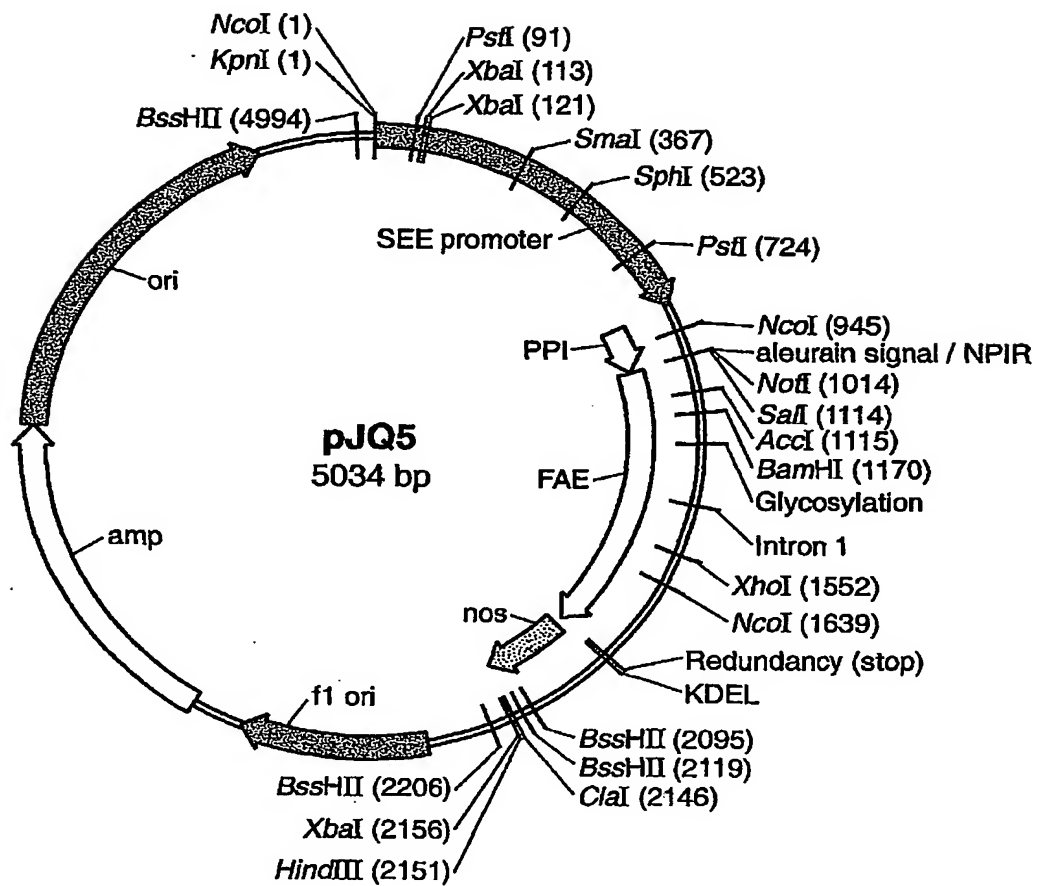 NcoI (1)
KpnI (1)
BssHII (4994)
PstI (91)
XbaI (113)
XbaI (121)
SmaI (367)
SphI (523)
SEE promoter
PstI (724)
ori
NcoI (945)
aleurain signal / NPIR
NotI (1014)
SalI (1114)
AccI (1115)
BamHI (1170)
Glycosylation
Intron 1
XhoI (1552)
NcoI (1639)
Redundancy (stop)
KDEL
PPI
FAE
pJQ5
5034 bp
amp
nos
f1 ori
BssHII (2095)
BssHII (2119)
ClaI (2146)
BssHII (2206)
XbaI (2156)
HindIII (2151)